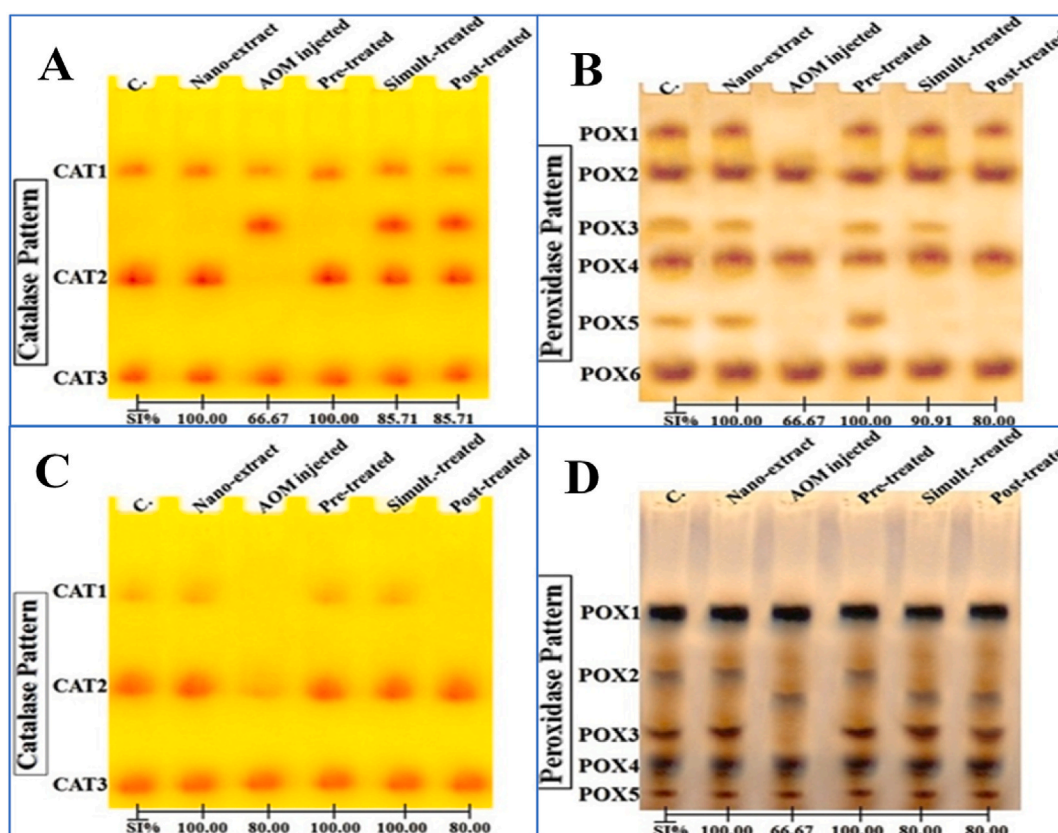 A
C.
Nano-extract
AOM injected
Pre-treated
Simult.-treated
Post-treated
Catalase Pattern
CAT1
CAT2
CAT3
SI% 100.00 66.67 100.00 85.71 85.71
B
C.
Nano-extract
AOM injected
Pre-treated
Simult.-treated
Post-treated
Peroxidase Pattern
POX1
POX2
POX3
POX4
POX5
POX6
SI% 100.00 66.67 100.00 90.91 80.00
C
C.
Nano-extract
AOM injected
Pre-treated
Simult.-treated
Post-treated
Catalase Pattern
CAT1
CAT2
CAT3
SI% 100.00 80.00 100.00 100.00 80.00
D
C.
Nano-extract
AOM injected
Pre-treated
Simult.-treated
Post-treated
Peroxidase Pattern
POX1
POX2
POX3
POX4
POX5
SI% 100.00 66.67 100.00 80.00 80.00